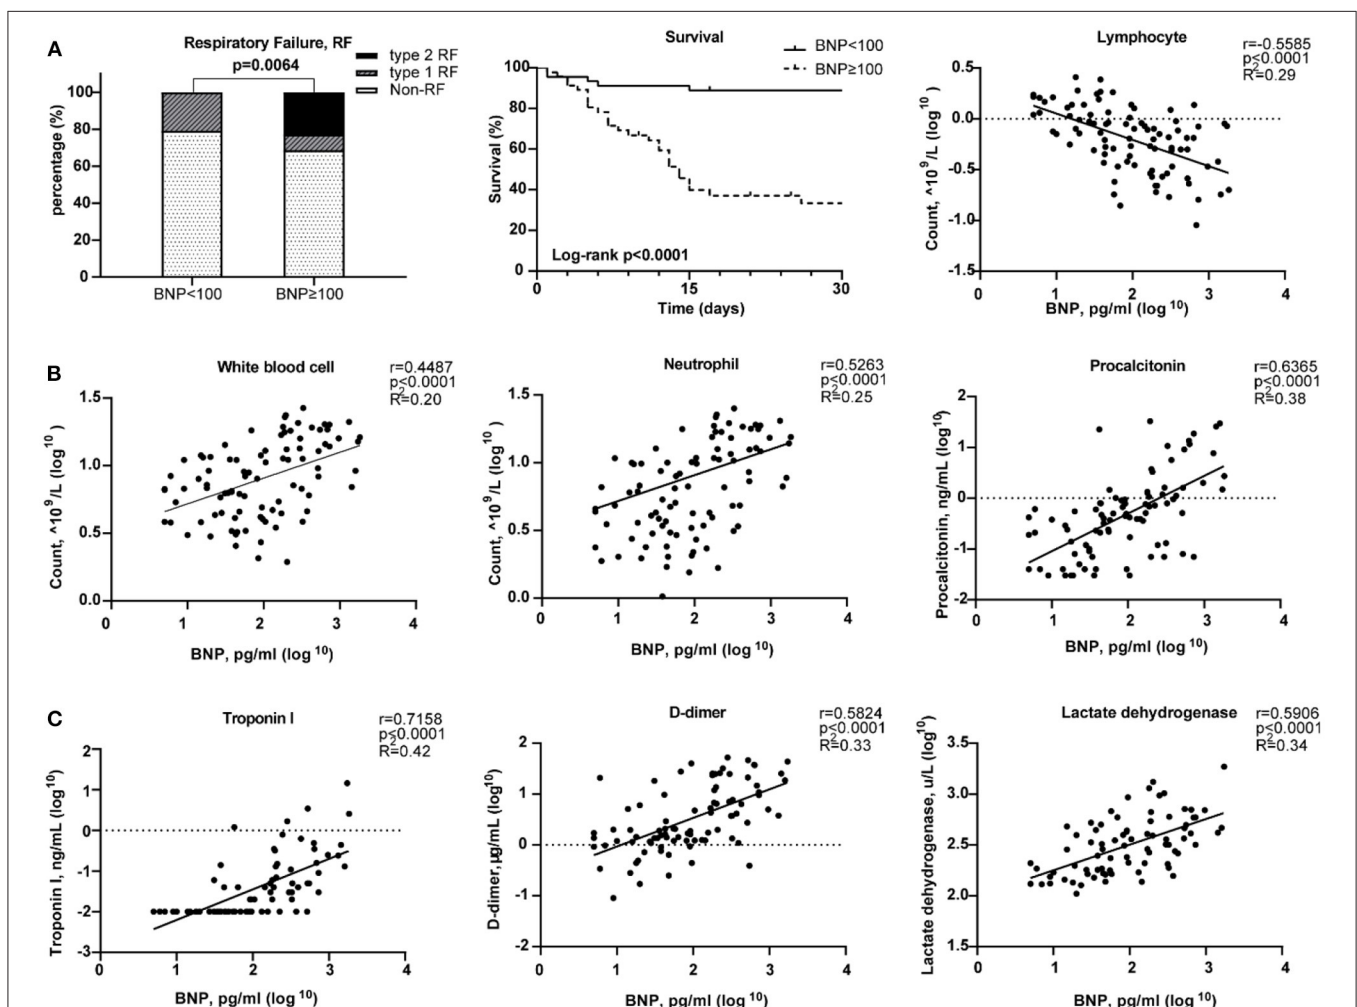 A
Respiratory Failure, RF
p=0.0064
type 2 RF
type 1 RF
Non-RF
percentage (%)
100
80
60
40
20
0
BNP<100
BNP≥100
Survival
BNP<100
BNP≥100
Survival (%)
100
80
60
40
20
0
Log-rank p<0.0001
0
15
30
Time (days)
Lymphocyte
r=-0.5585
p<0.0001
R²=0.29
Count, ^10⁹/L (log¹⁰)
0.5
0.0
-0.5
-1.0
-1.5
0 1 2 3 4
BNP, pg/ml (log¹⁰)
B
White blood cell
r=0.4487
p<0.0001
R²=0.20
Count, ^10⁹/L (log¹⁰)
1.5
1.0
0.5
0.0
0 1 2 3 4
BNP, pg/ml (log¹⁰)
Neutrophil
r=0.5263
p<0.0001
R²=0.25
Count, ^10⁹/L (log¹⁰)
1.5
1.0
0.5
0.0
0 1 2 3 4
BNP, pg/ml (log¹⁰)
Procalcitonin
r=0.6365
p<0.0001
R²=0.38
Procalcitonin, ng/mL (log¹⁰)
2
1
0
-1
-2
0 1 2 3 4
BNP, pg/ml (log¹⁰)
C
Troponin I
r=0.7158
p<0.0001
R²=0.42
Troponin I, ng/mL (log¹⁰)
2
1
0
-1
-2
-3
0 1 2 3 4
BNP, pg/ml (log¹⁰)
D-dimer
r=0.5824
p<0.0001
R²=0.33
D-dimer, µg/mL (log¹⁰)
2
1
0
-1
-2
0 1 2 3 4
BNP, pg/ml (log¹⁰)
Lactate dehydrogenase
r=0.5906
p<0.0001
R²=0.34
Lactate dehydrogenase, u/L (log¹⁰)
3.5
3.0
2.5
2.0
1.5
0 1 2 3 4
BNP, pg/ml (log¹⁰)